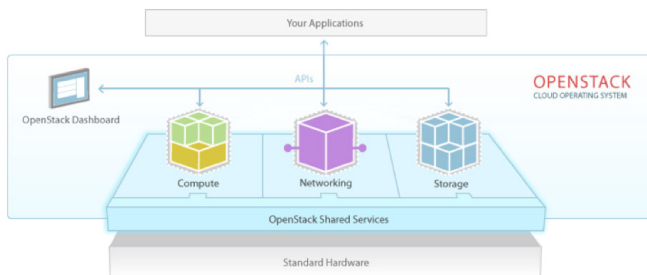 Your Applications
APIs
OPENSTACK
CLOUD OPERATING SYSTEM
OpenStack Dashboard
Compute
Networking
Storage
OpenStack Shared Services
Standard Hardware